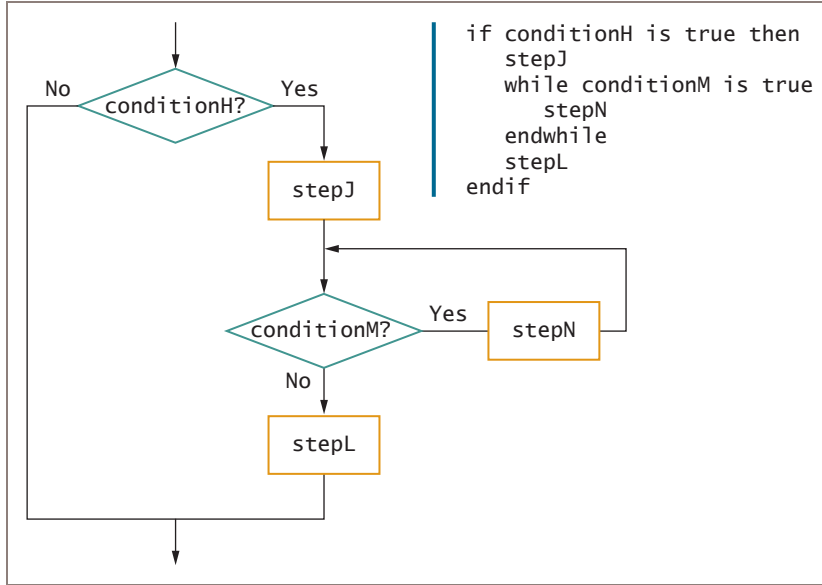 No
conditionH?
Yes
stepJ
conditionM?
Yes
stepN
No
stepL
if conditionH is true then
   stepJ
   while conditionM is true
      stepN
   endwhile
   stepL
endif